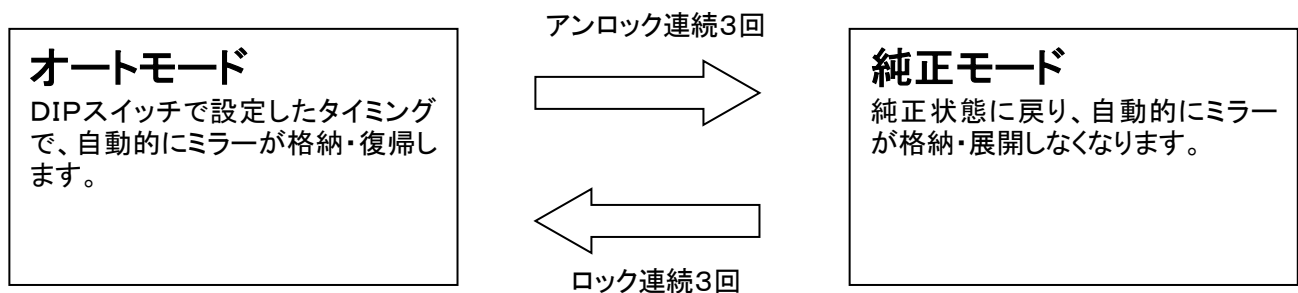 アンロック連続3回
オートモード
DIPスイッチで設定したタイミング
で、自動的にミラーが格納・復帰し
ます。
純正モード
純正状態に戻り、自動的にミラー
が格納・展開しなくなります。
ロック連続3回